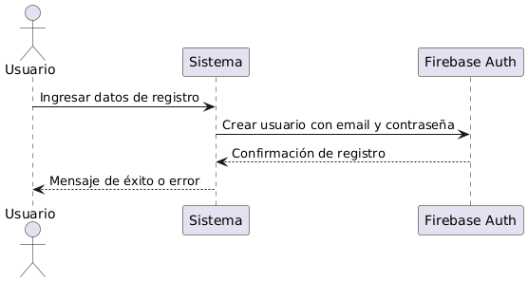 Usuario
Sistema
Firebase Auth
Ingresar datos de registro
Crear usuario con email y contraseña
Confirmación de registro
Mensaje de éxito o error
Usuario
Sistema
Firebase Auth